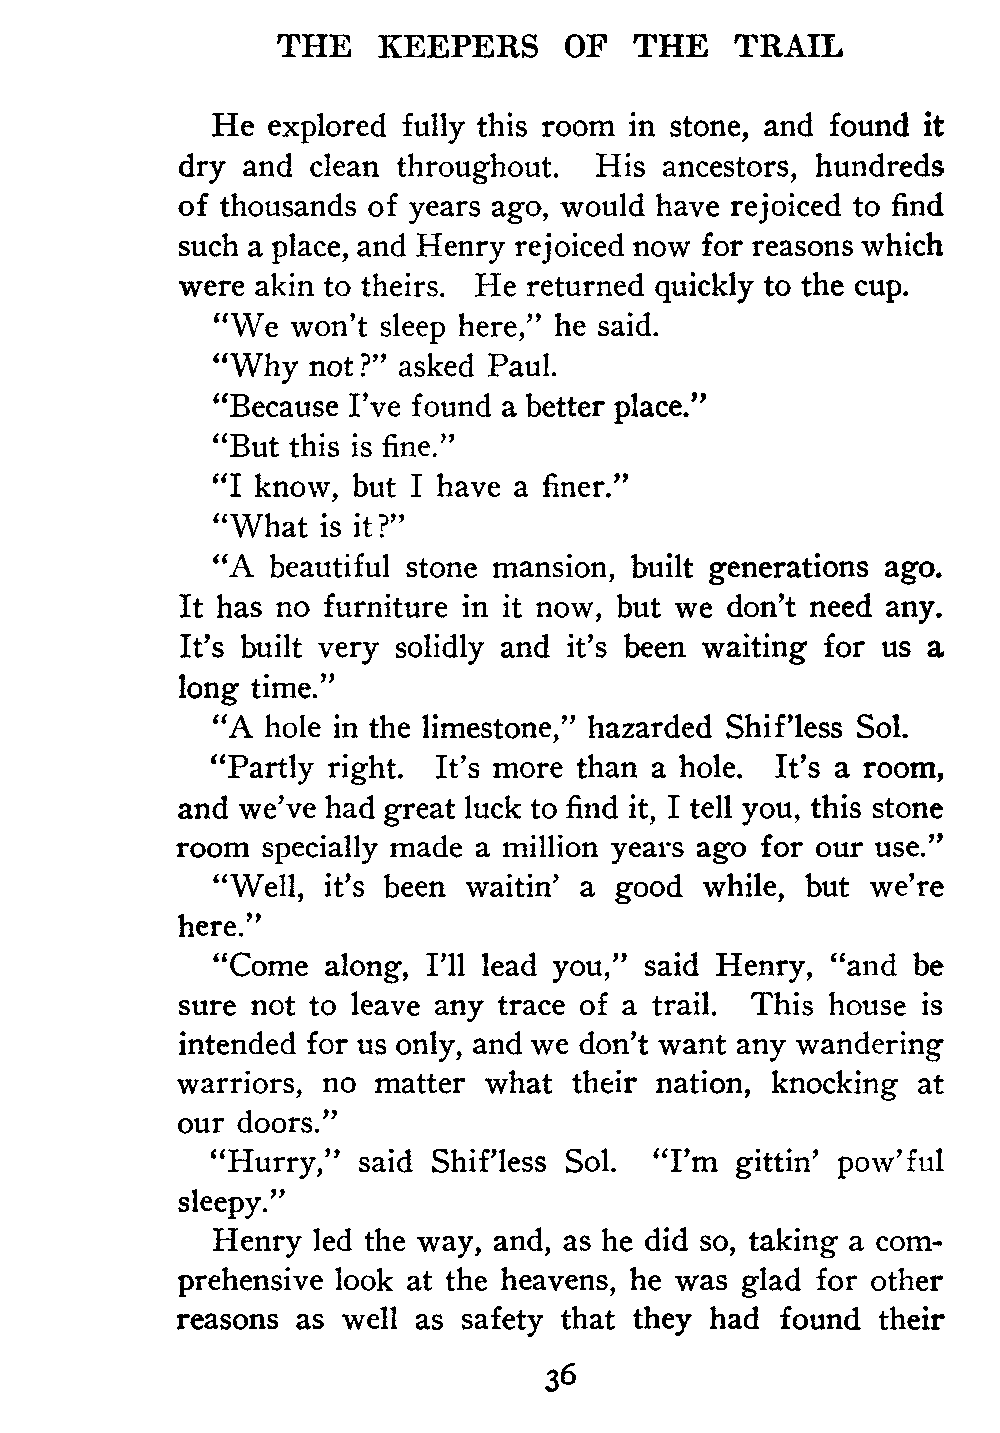 THE KEEPERS OF THE TRAIL
He explored fully this room in stone, and found it
dry and clean throughout. His ancestors, hundreds
of thousands of years ago, would have rejoiced to find
such a place, and Henry rejoiced now for reasons which
were akin to theirs. He returned quickly to the cup.
“We won’t sleep here,” he said.
“Why not?” asked Paul.
“Because I’ve found a better place.”
“But this is fine.”
“I know, but I have a finer.”
“What is it?”
“A beautiful stone mansion, built generations ago.
It has no furniture in it now, but we don’t need any.
It’s built very solidly and it’s been waiting for us a
long time.”
“A hole in the limestone,” hazarded Shif’less Sol.
“Partly right. It’s more than a hole. It’s a room,
and we’ve had great luck to find it, I tell you, this stone
room specially made a million years ago for our use.”
“Well, it’s been waitin’ a good while, but we’re
here.”
“Come along, I’ll lead you,” said Henry, “and be
sure not to leave any trace of a trail. This house is
intended for us only, and we don’t want any wandering
warriors, no matter what their nation, knocking at
our doors.”
“Hurry,” said Shif’less Sol. “I’m gittin’ pow’ful
sleepy.”
Henry led the way, and, as he did so, taking a com-
prehensive look at the heavens, he was glad for other
reasons as well as safety that they had found their
36